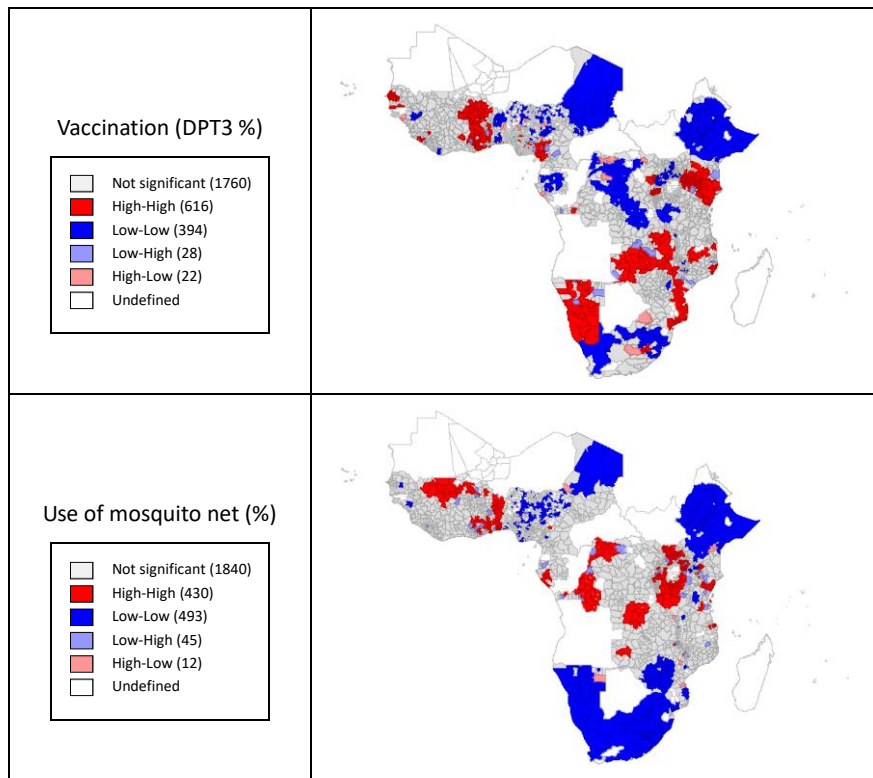 Vaccination (DPT3 %)
Not significant (1760)
High-High (616)
Low-Low (394)
Low-High (28)
High-Low (22)
Undefined
Use of mosquito net (%)
Not significant (1840)
High-High (430)
Low-Low (493)
Low-High (45)
High-Low (12)
Undefined